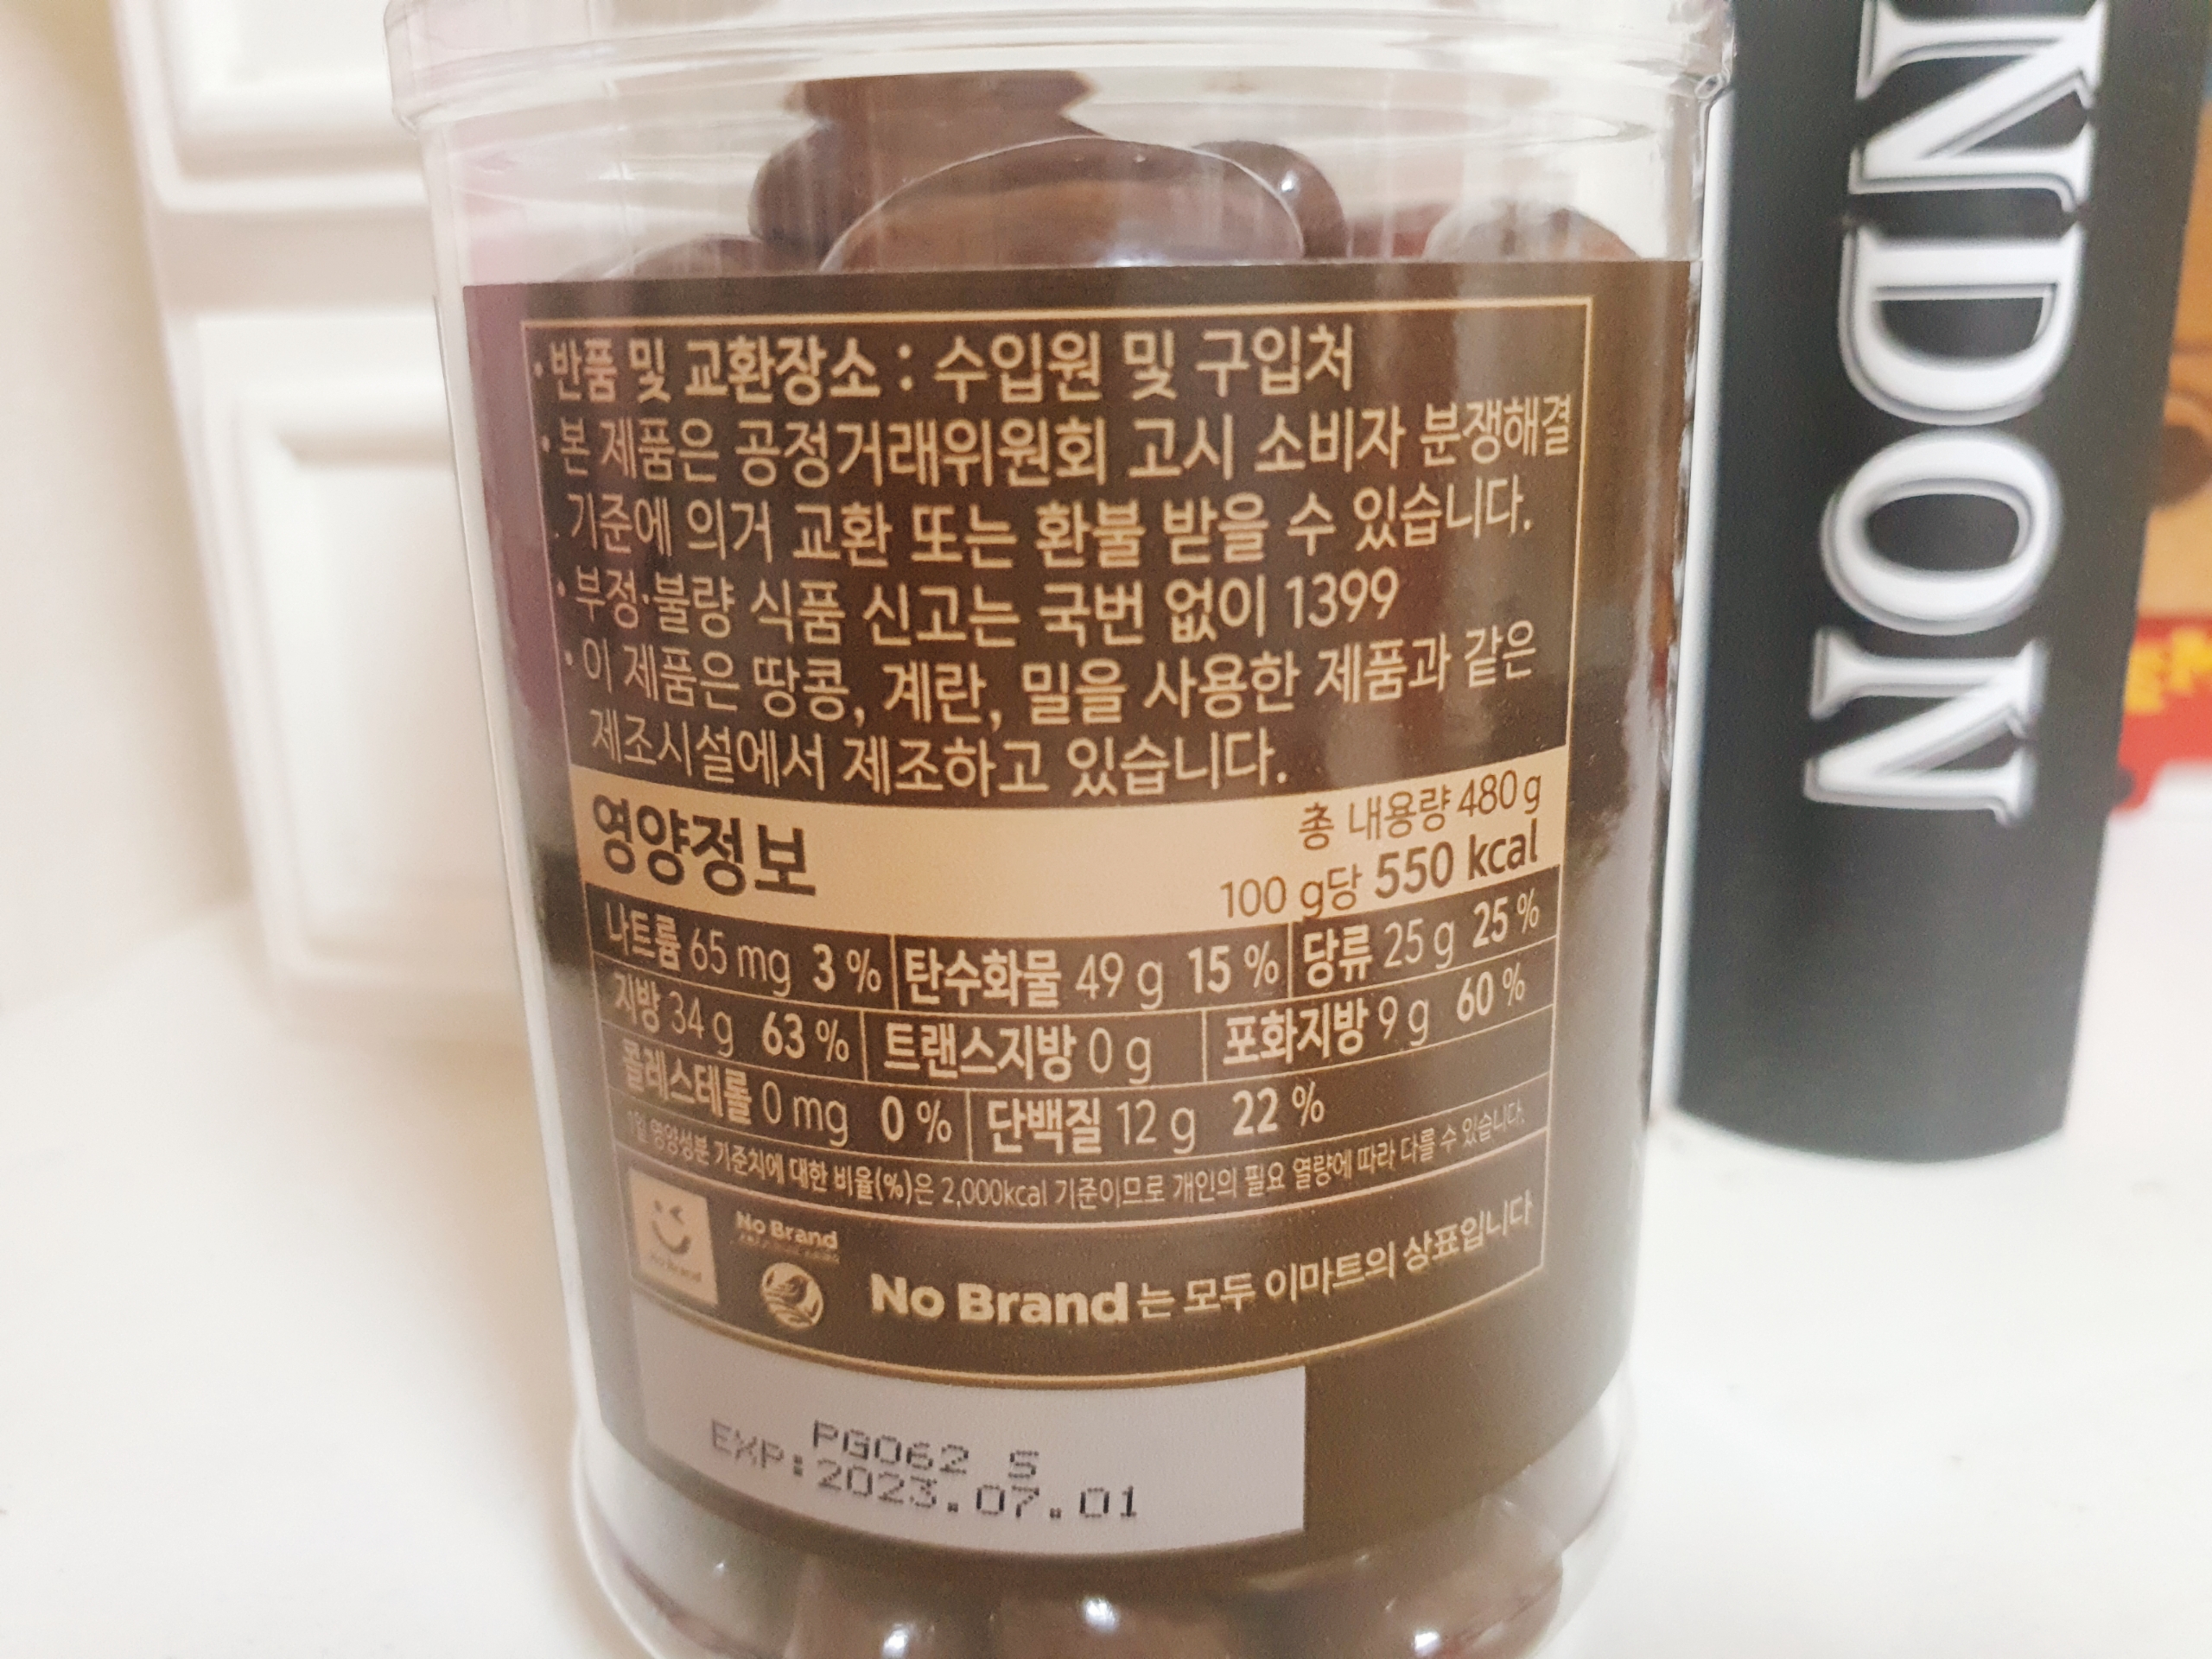 · 반품 및 교환장소 : 수입원 및 구입처
· 본 제품은 공정거래위원회 고시 소비자 분쟁해결
기준에 의거 교환 또는 환불 받을 수 있습니다.
· 부정·불량 식품 신고는 국번 없이 1399
· 이 제품은 땅콩, 계란, 밀을 사용한 제품과 같은
제조시설에서 제조하고 있습니다.
영양정보
총 내용량 480 g
100 g당 550 kcal
나트륨 65 mg 3 % 탄수화물 49 g 15 % 당류 25 g 25 %
지방 34 g 63 % 트랜스지방 0 g 포화지방 9 g 60 %
콜레스테롤 0 mg 0 % 단백질 12 g 22 %
1일 영양성분 기준치에 대한 비율(%)은 2,000kcal 기준이므로 개인의 필요 열량에 따라 다를 수 있습니다.
No Brand
No Brand
No Brand는 모두 이마트의 상표입니다
PG062 S
EXP:2023.07.01
NDON